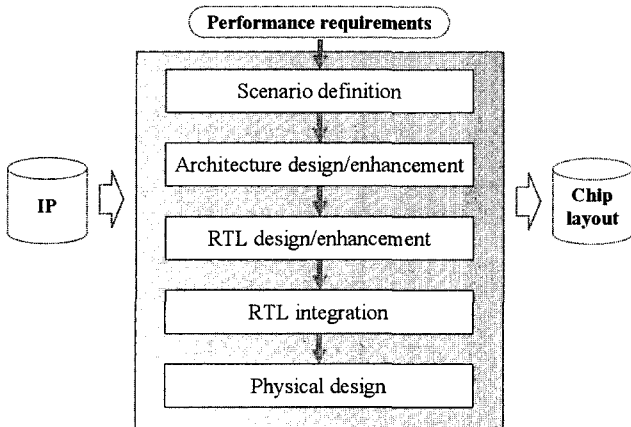 Performance requirements
Scenario definition
Architecture design/enhancement
IP
RTL design/enhancement
Chip
layout
RTL integration
Physical design